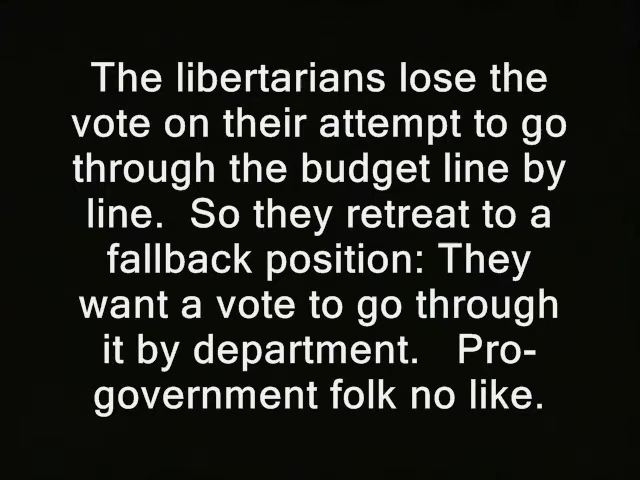 The libertarians lose the
vote on their attempt to go
through the budget line by
line.  So they retreat to a
fallback position: They
want a vote to go through
it by department.   Pro-
government folk no like.